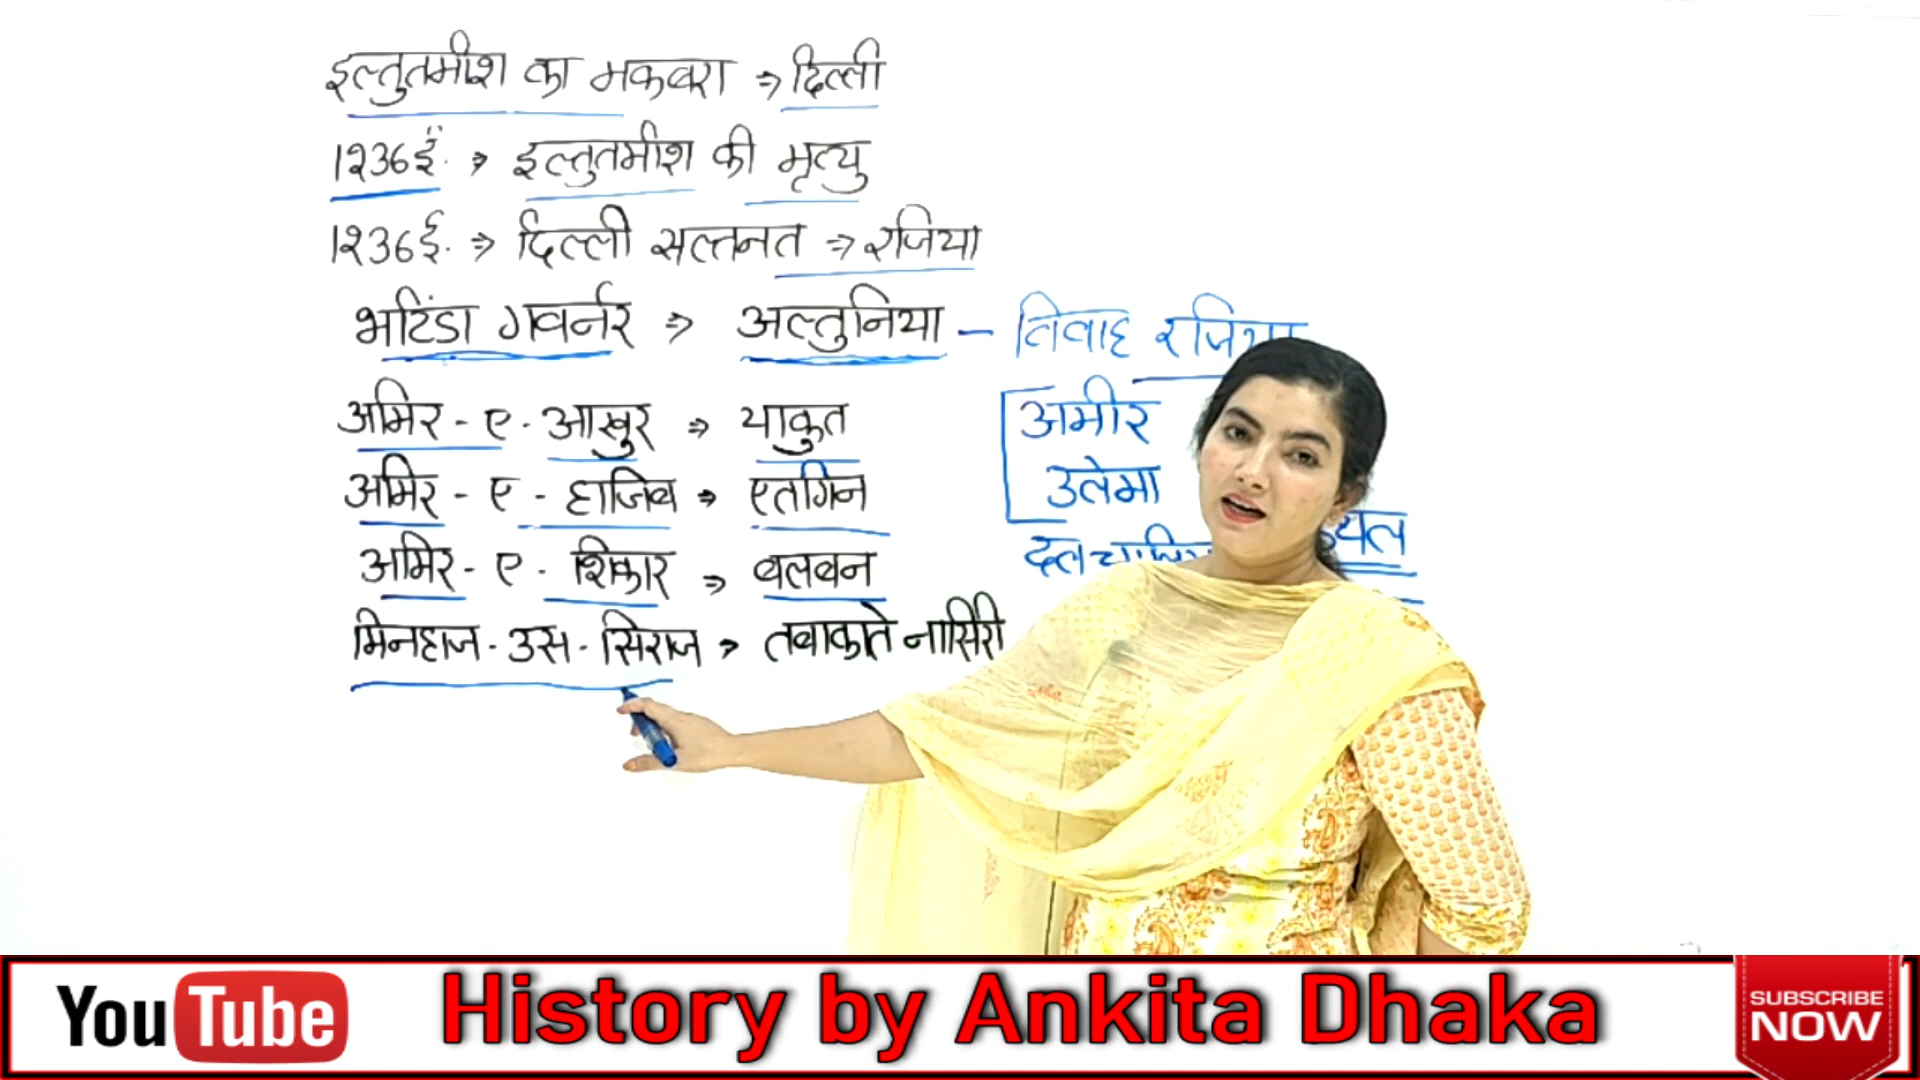 इल्तुतमीश का मकबरा ⇒ दिल्ली
1236ई. ⇒ इल्तुतमीश की मृत्यु
1236ई. ⇒ दिल्ली सल्तनत ⇒ रजिया
भटिंडा गवर्नर ⇒ अल्तुनिया - विवाह रजिया
अमिर - ए - आखुर ⇒ याकुत
अमीर
अमिर - ए - हाजिब ⇒ एतगिन
उलेमा
अमिर - ए - शिकार ⇒ बलबन
मिनहाज - उस - सिराज ⇒ तबाकाते नासिरी
YouTube
History by Ankita Dhaka
SUBSCRIBE
NOW